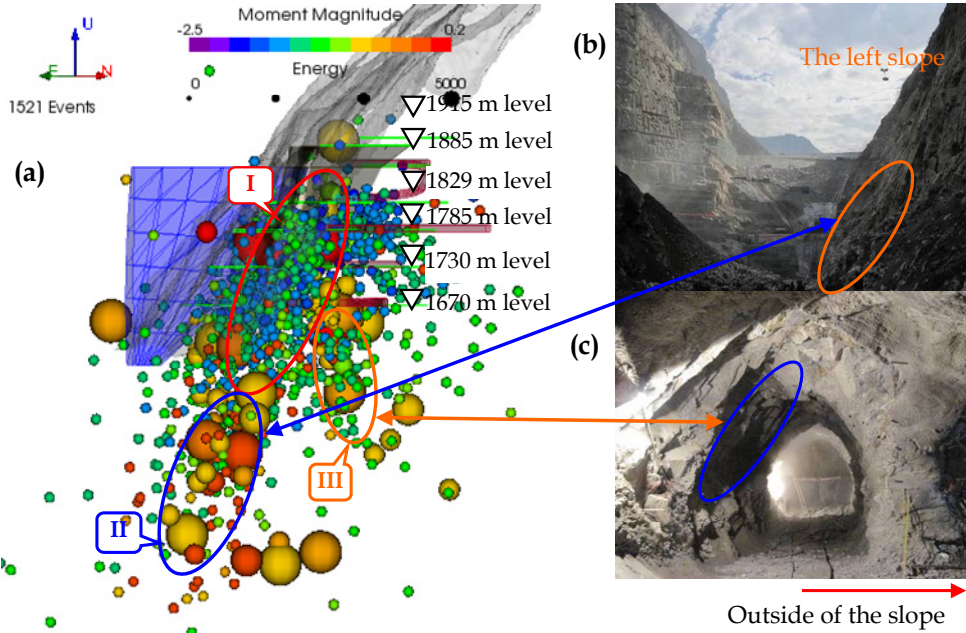 Moment Magnitude
-2.5
0.2
Energy
0
5000
U
E
N
1521 Events
(a)
1915 m level
1885 m level
1829 m level
1785 m level
1730 m level
1670 m level
I
II
III
(b)
The left slope
(c)
Outside of the slope